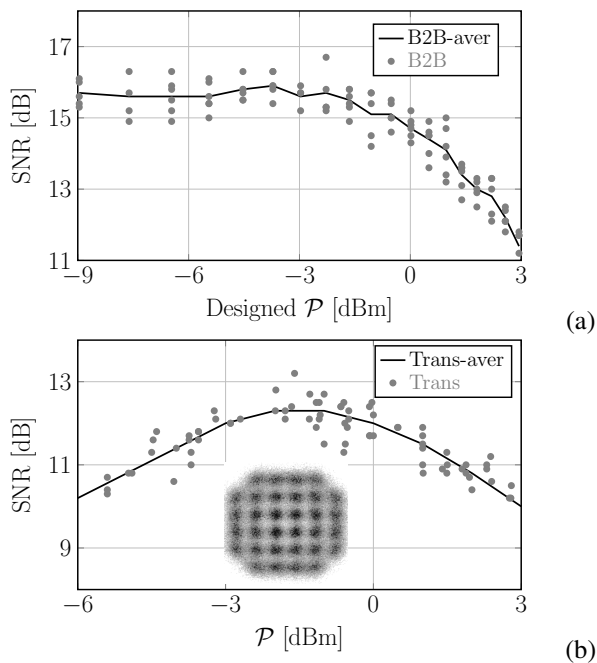 17
15
13
11
SNR [dB]
B2B-aver
B2B
−9
−6
−3
0
3
Designed P [dBm]
(a)
13
11
9
SNR [dB]
Trans-aver
Trans
−6
−3
0
3
P [dBm]
(b)